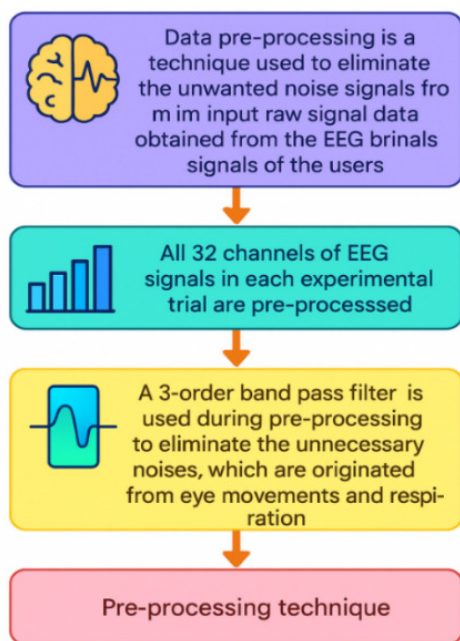 Data pre-processing is a
technique used to eliminate
the unwanted noise signals fro
m im input raw signal data
obtained from the EEG brinals
signals of the users
All 32 channels of EEG
signals in each experimental
trial are pre-processsed
A 3-order band pass filter is
used during pre-processing
to eliminate the unnecessary
noises, which are originated
from eye movements and respi-
ration
Pre-processing technique